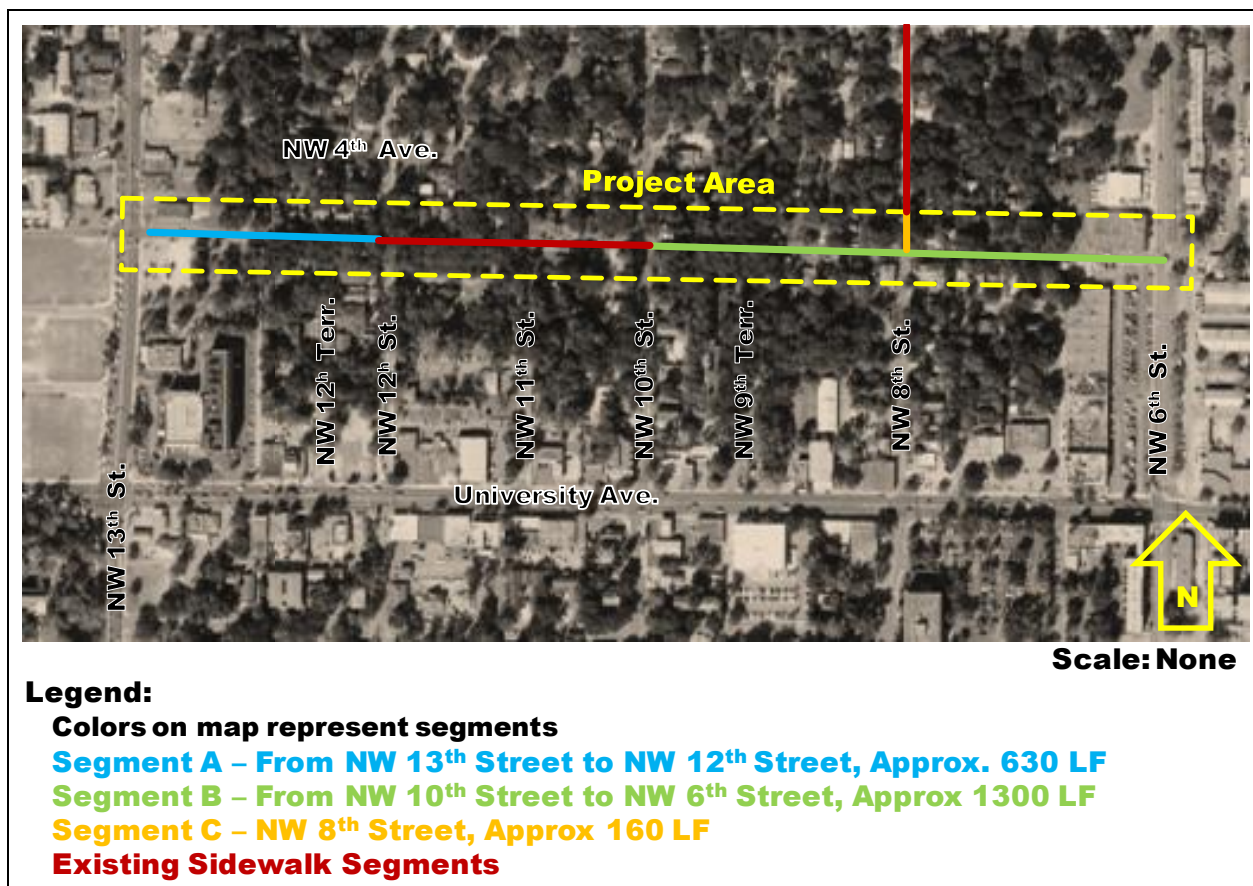 NW 4th Ave.
Project Area
NW 13th St.
NW 12h Terr.
NW 12h St.
NW 11th St.
NW 10th St.
NW 9th Terr.
NW 8th St.
NW 6th St.
University Ave.
N
Scale: None
Legend:
Colors on map represent segments
Segment A – From NW 13th Street to NW 12th Street, Approx. 630 LF
Segment B – From NW 10th Street to NW 6th Street, Approx 1300 LF
Segment C – NW 8th Street, Approx 160 LF
Existing Sidewalk Segments